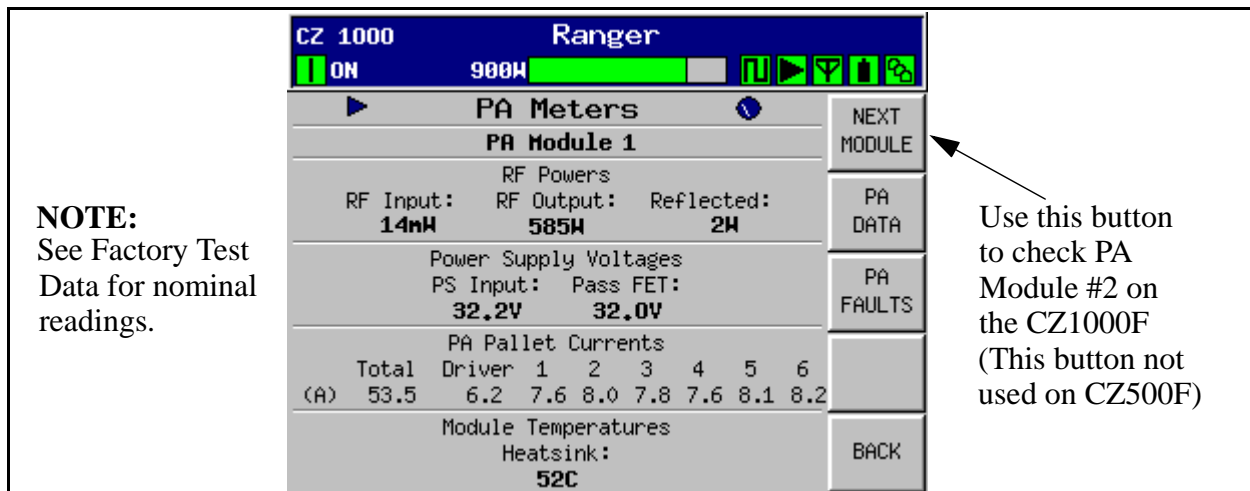 CZ 1000 Ranger
ON 900W
PA Meters
PA Module 1
RF Powers
RF Input: RF Output: Reflected:
14mW 585W 2W
Power Supply Voltages
PS Input: Pass FET:
32.2V 32.0V
PA Pallet Currents
Total Driver 1 2 3 4 5 6
(A) 53.5 6.2 7.6 8.0 7.8 7.6 8.1 8.2
Module Temperatures
Heatsink:
52C
NEXT
MODULE
PA
DATA
PA
FAULTS
BACK
NOTE:
See Factory Test
Data for nominal
readings.
Use this button
to check PA
Module #2 on
the CZ1000F
(This button not
used on CZ500F)